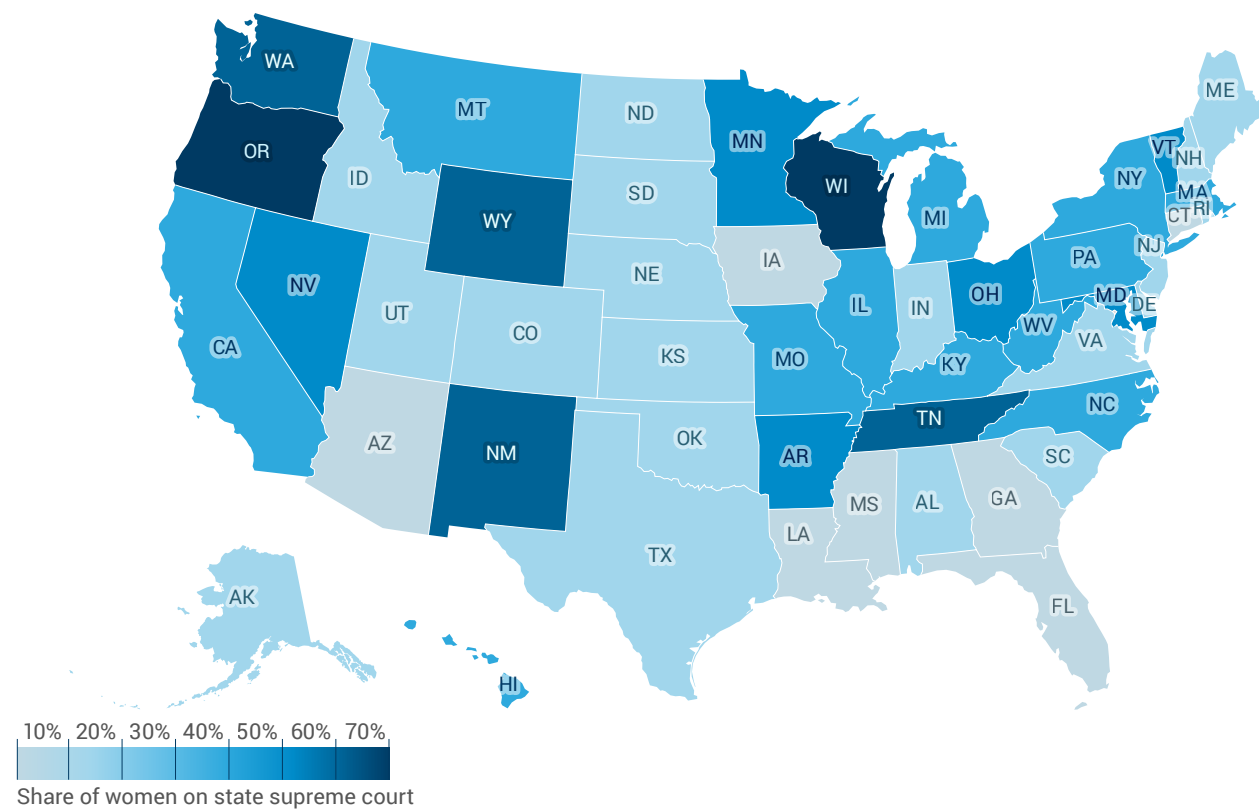 WA
MT
ND
MN
ME
OR
ID
SD
WI
VT
NH
NY
MA
WY
MI
CT
RI
NV
UT
CO
NE
IA
IL
IN
OH
PA
NJ
MD
DE
CA
KS
MO
KY
WV
VA
AZ
NM
OK
AR
TN
NC
SC
TX
LA
MS
AL
GA
FL
AK
HI
10% 20% 30% 40% 50% 60% 70%
Share of women on state supreme court